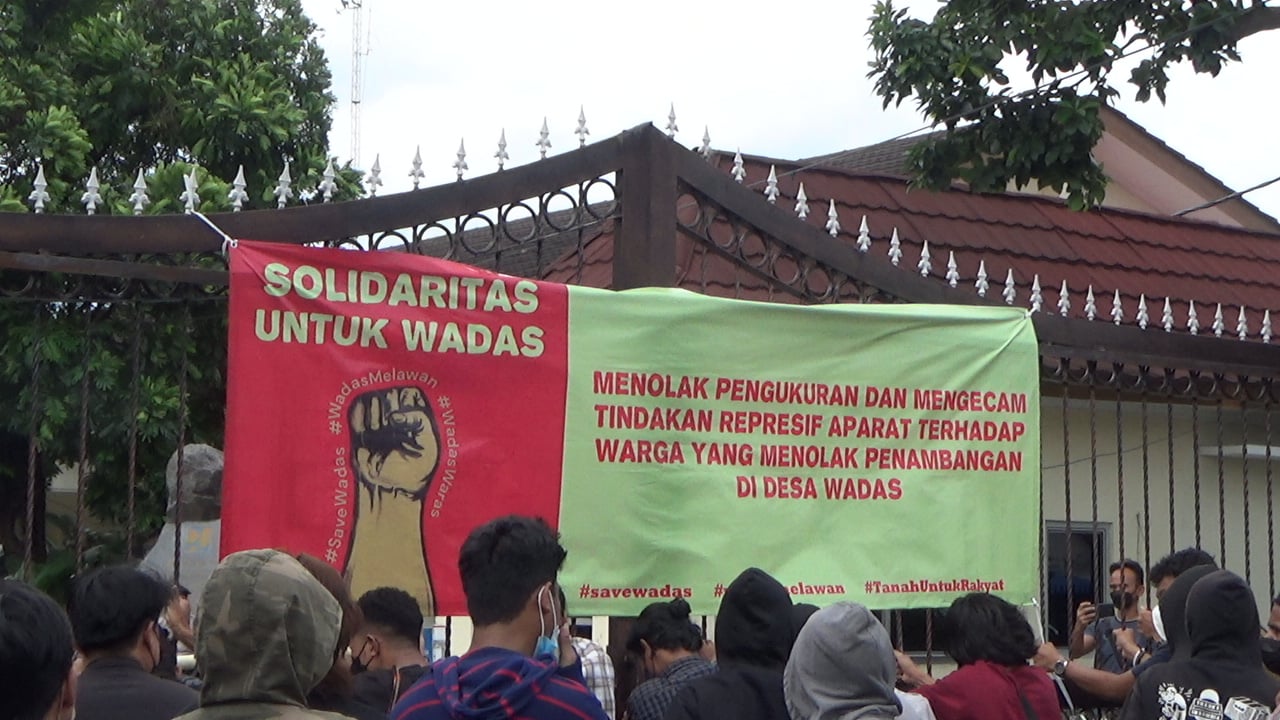 SOLIDARITAS
UNTUK WADAS
#WadasMelawan
#WadasWaras
#SaveWadas
MENOLAK PENGUKURAN DAN MENGECAM
TINDAKAN REPRESIF APARAT TERHADAP
WARGA YANG MENOLAK PENAMBANGAN
DI DESA WADAS
#savewadas melawan #TanahUntukRakyat